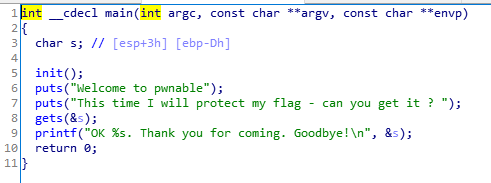 1 int __cdecl main(int argc, const char **argv, const char **envp)
2 {
3 char s; // [esp+3h] [ebp-Dh]
4
5 init();
6 puts("Welcome to pwnable");
7 puts("This time I will protect my flag - can you get it ? ");
8 gets(&s);
9 printf("OK %s. Thank you for coming. Goodbye!\n", &s);
10 return 0;
11 }